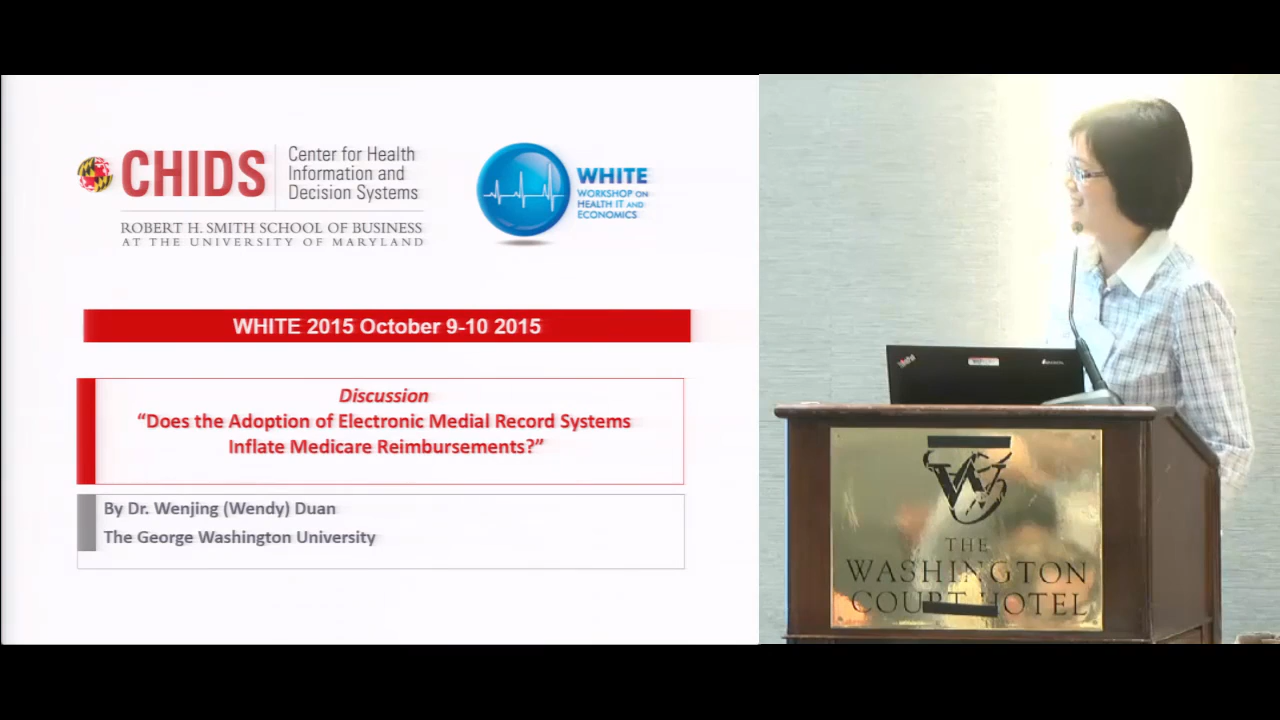 CHIDS
Center for Health
Information and
Decision Systems
ROBERT H. SMITH SCHOOL OF BUSINESS
AT THE UNIVERSITY OF MARYLAND
WHITE
WORKSHOP ON
HEALTH IT AND
ECONOMICS
WHITE 2015 October 9-10 2015
Discussion
“Does the Adoption of Electronic Medial Record Systems
Inflate Medicare Reimbursements?”
By Dr. Wenjing (Wendy) Duan
The George Washington University
THE
WASHINGTON
COURT HOTEL